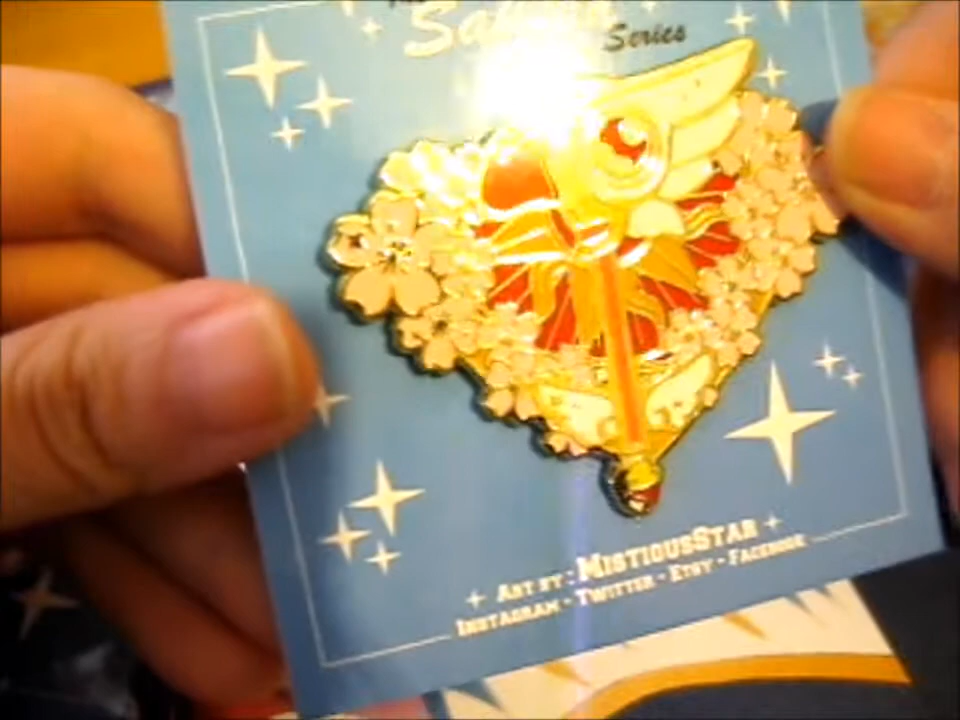 Series
ART BY: MISTIOUSSTAR
INSTAGRAM • TWITTER • ETSY • FACEBOOK